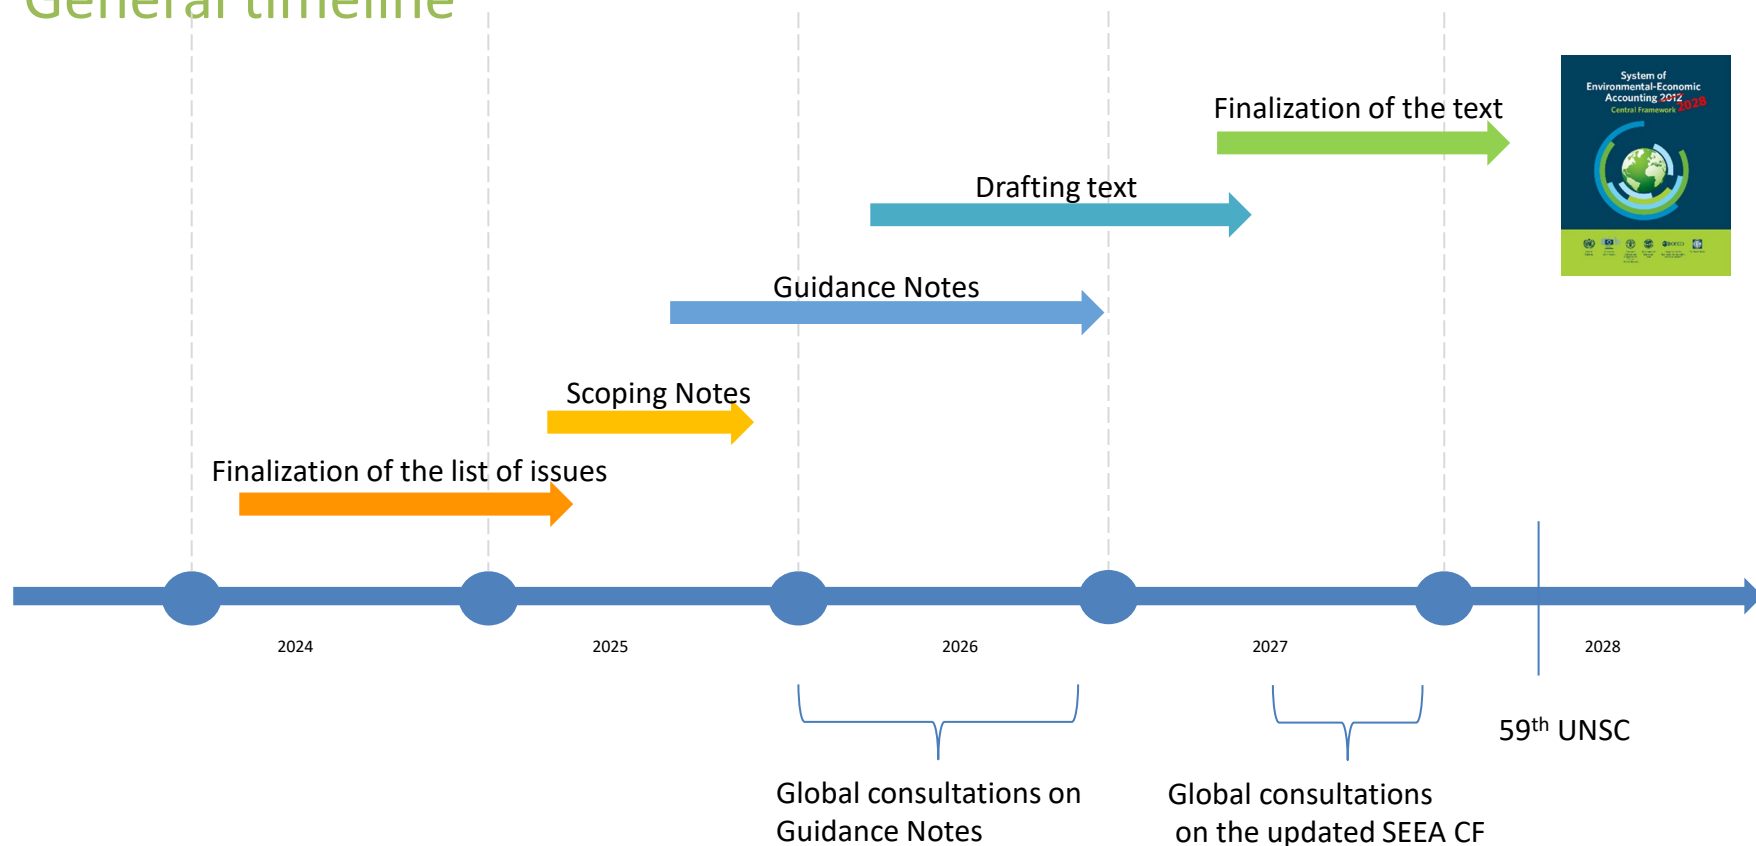 General timeline
System of
Environmental-Economic
Accounting 2012
2028
Central Framework
Finalization of the text
Drafting text
Guidance Notes
Scoping Notes
Finalization of the list of issues
2024
2025
2026
2027
2028
59th UNSC
Global consultations on
Guidance Notes
Global consultations
on the updated SEEA CF